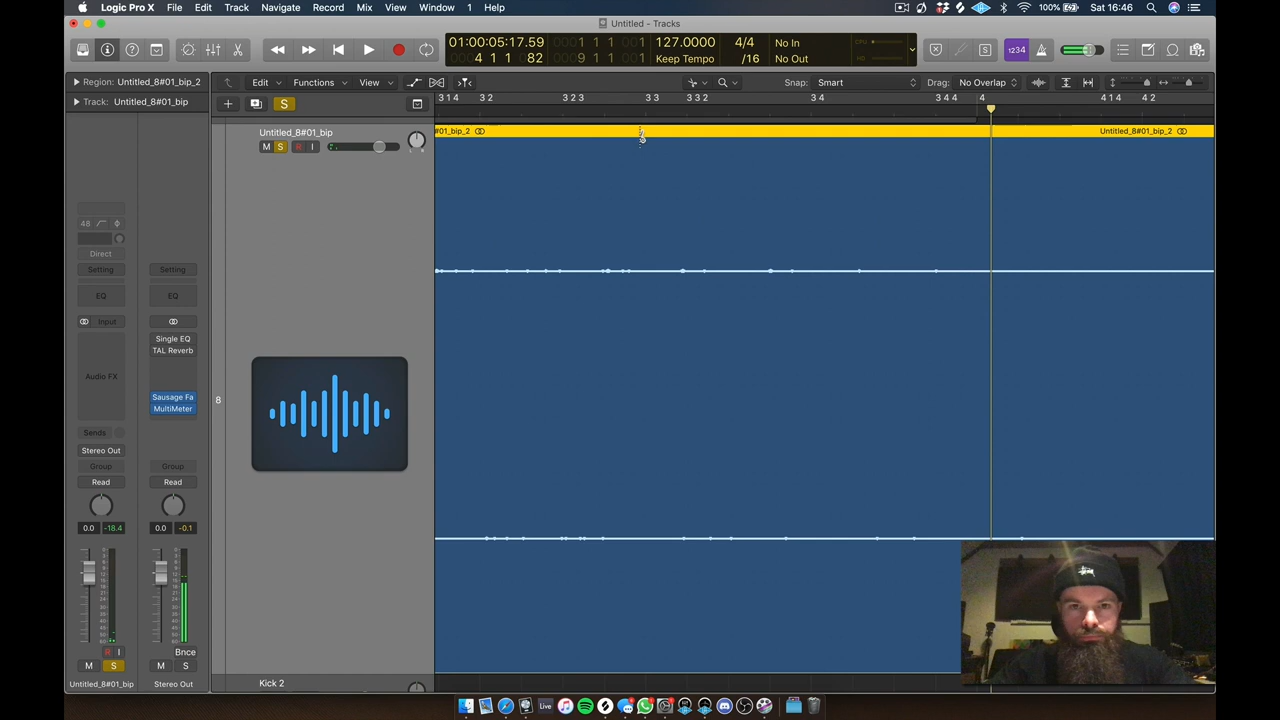 Logic Pro X File Edit Track Navigate Record Mix View Window 1 Help 100% Sat 16:46
Untitled - Tracks
01:00:05:17.59 0001 1 1 001 127.0000 4/4 No In
4 1 1 82 0009 1 1 1 Keep Tempo /16 No Out
1234
Region: Untitled_8#01_bip_2 Edit Functions View Snap: Smart Drag: No Overlap
Track: Untitled_8#01_bip S 3 1 4 3 2 3 2 3 3 3 3 3 2 3 4 3 4 4 4 4 1 4 4 2
Untitled_8#01_bip #01_bip_2 Untitled_8#01_bip_2
M S R I L R
48
Direct
Setting Setting
EQ EQ
Input
Single EQ
TAL Reverb
Audio FX
Sausage Fa
8
MultiMeter
Sends
Stereo Out
Group Group
Read Read
0.0 -18.4 0.0 -0.1
R I Bnce
M S M S
Untitled_8#01_bip Stereo Out Kick 2
Live